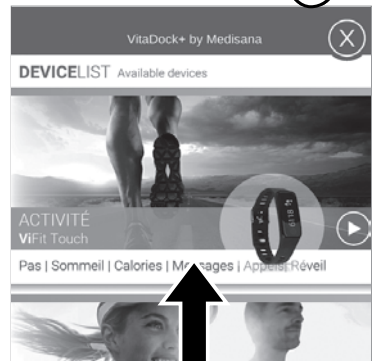 VitaDock+ by Medisana
X
DEVICELIST Available devices
ACTIVITÉ
ViFit Touch
Pas | Sommeil | Calories | Messages | Appels| Réveil